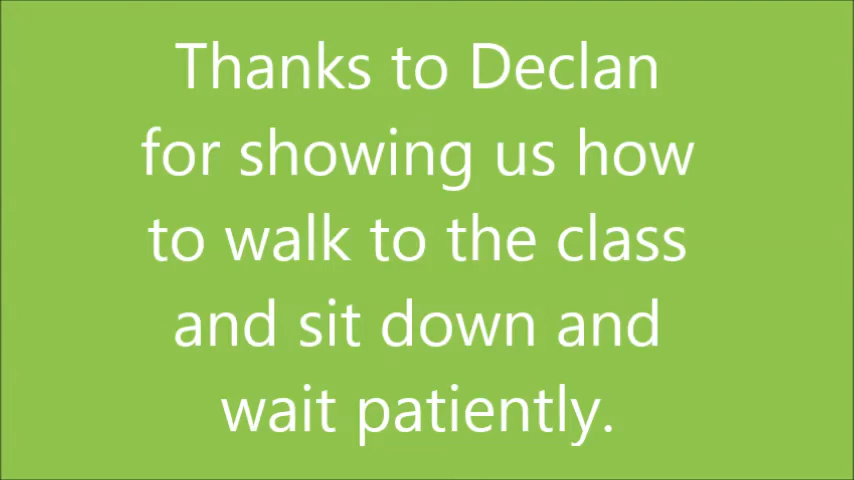 Thanks to Declan
for showing us how
to walk to the class
and sit down and
wait patiently.